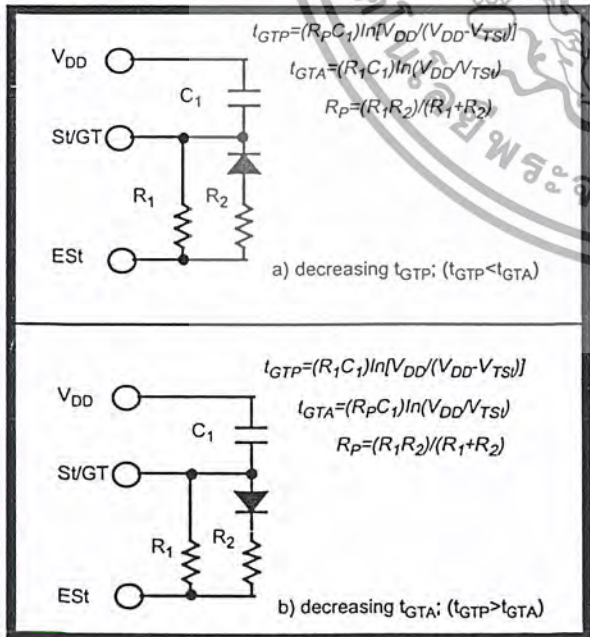 t_GTP=(R_PC_1)ln[V_DD/(V_DD-V_TSt)]
V_DD
t_GTA=(R_1C_1)ln(V_DD/V_TSt)
C_1
R_P=(R_1R_2)/(R_1+R_2)
St/GT
R_1
R_2
ESt
a) decreasing t_GTP; (t_GTP<t_GTA)
t_GTP=(R_1C_1)ln[V_DD/(V_DD-V_TSt)]
V_DD
t_GTA=(R_PC_1)ln(V_DD/V_TSt)
C_1
R_P=(R_1R_2)/(R_1+R_2)
St/GT
R_1
R_2
ESt
b) decreasing t_GTA; (t_GTP>t_GTA)